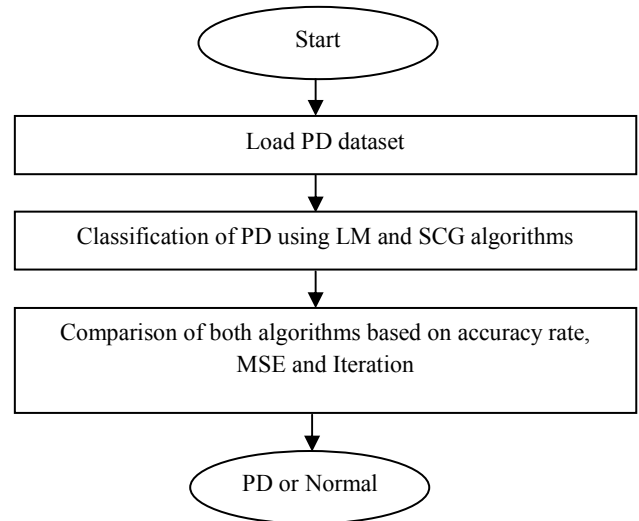 Start
Load PD dataset
Classification of PD using LM and SCG algorithms
Comparison of both algorithms based on accuracy rate,
MSE and Iteration
PD or Normal